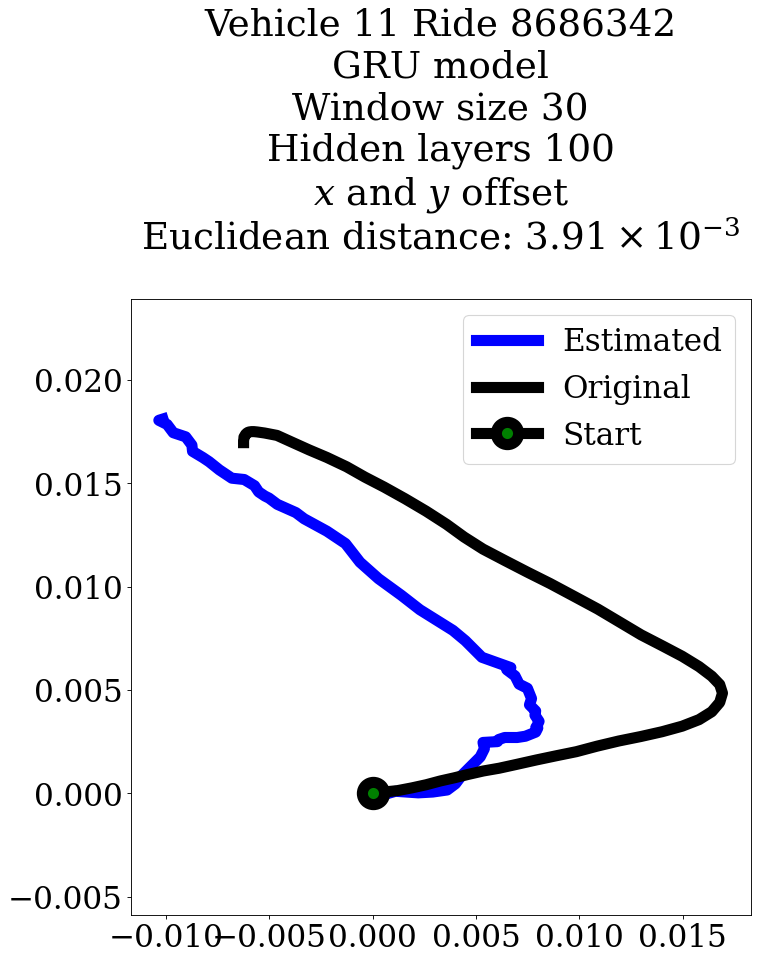 Vehicle 11 Ride 8686342
GRU model
Window size 30
Hidden layers 100
x and y offset
Euclidean distance: 3.91 × 10⁻³
Estimated
Original
Start
0.020
0.015
0.010
0.005
0.000
−0.005
−0.010 −0.005 0.000 0.005 0.010 0.015